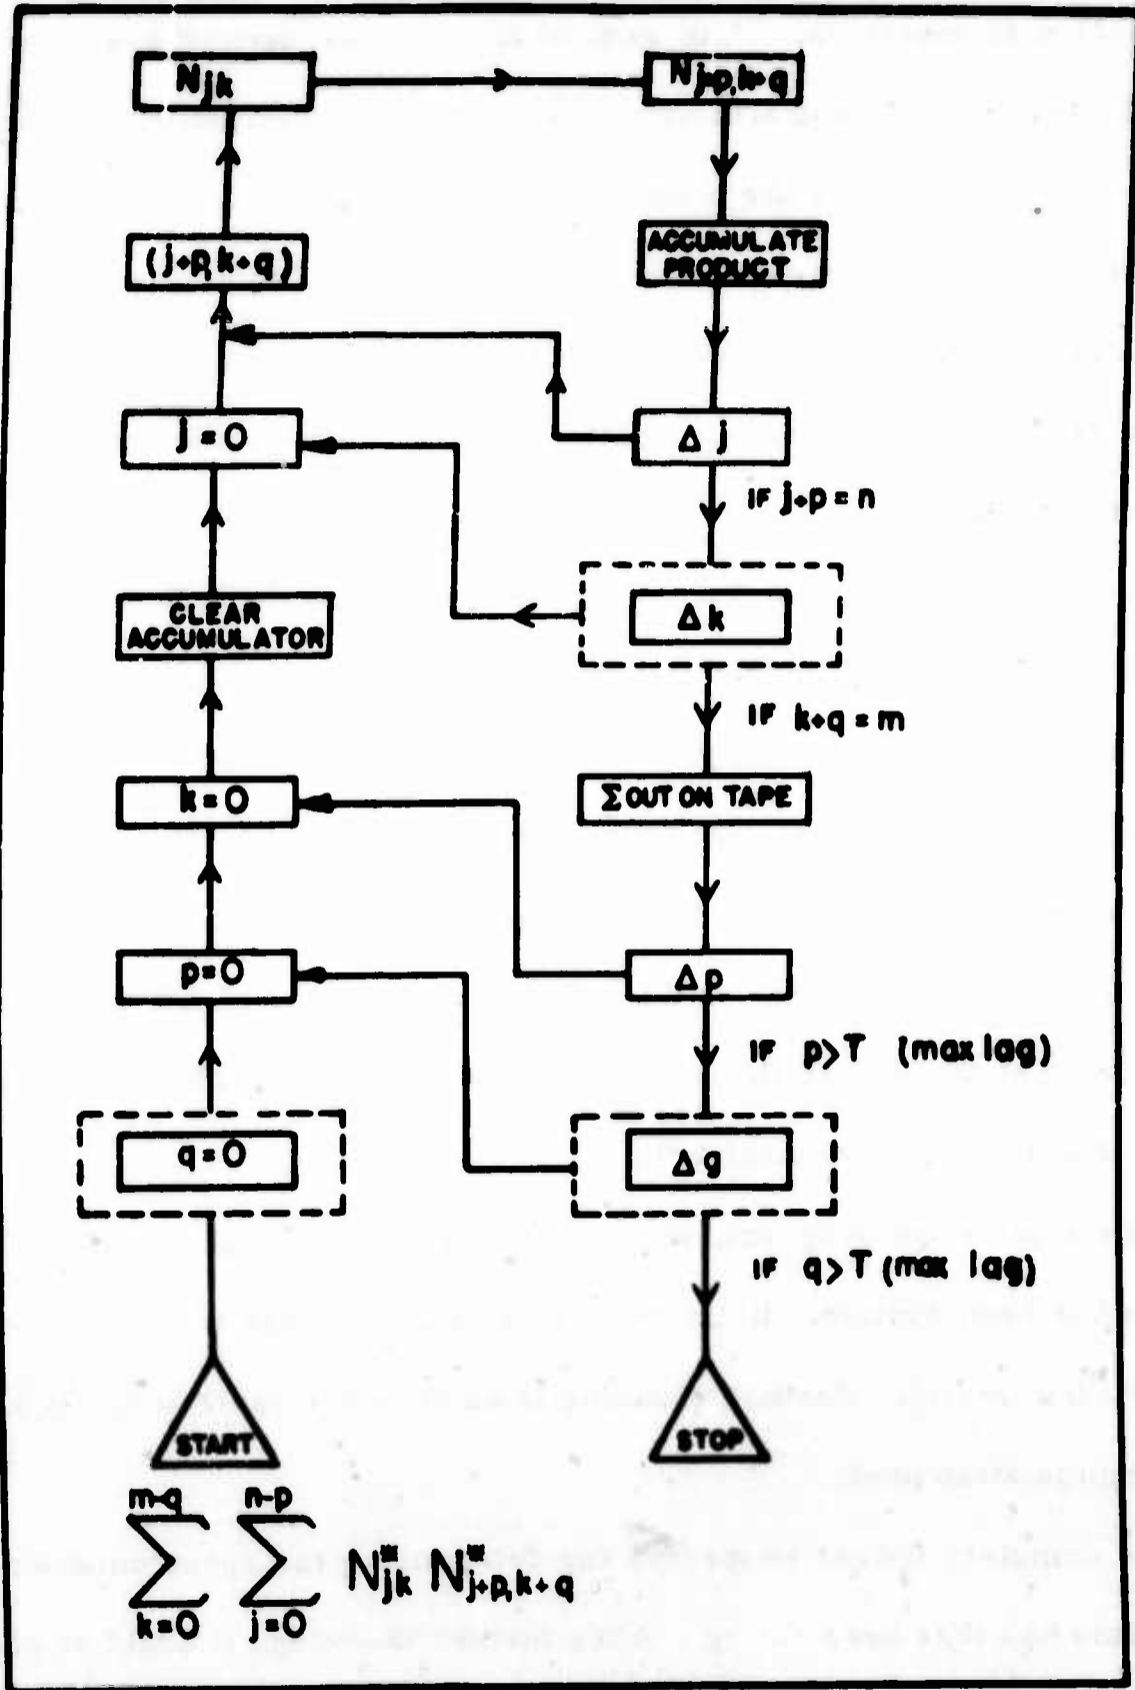 N_jk
N_j+p,k+q
(j+p,k+q)
ACCUMULATE
PRODUCT
j=0
Δ j
IF j+p=n
CLEAR
ACCUMULATOR
Δ k
IF k+q=m
k=0
Σ OUT ON TAPE
p=0
Δ p
IF p>T (max lag)
q=0
Δ g
IF q>T (max lag)
START
STOP
m-q n-p
∑ ∑ N*_jk N*_j+p,k+q
k=0 j=0